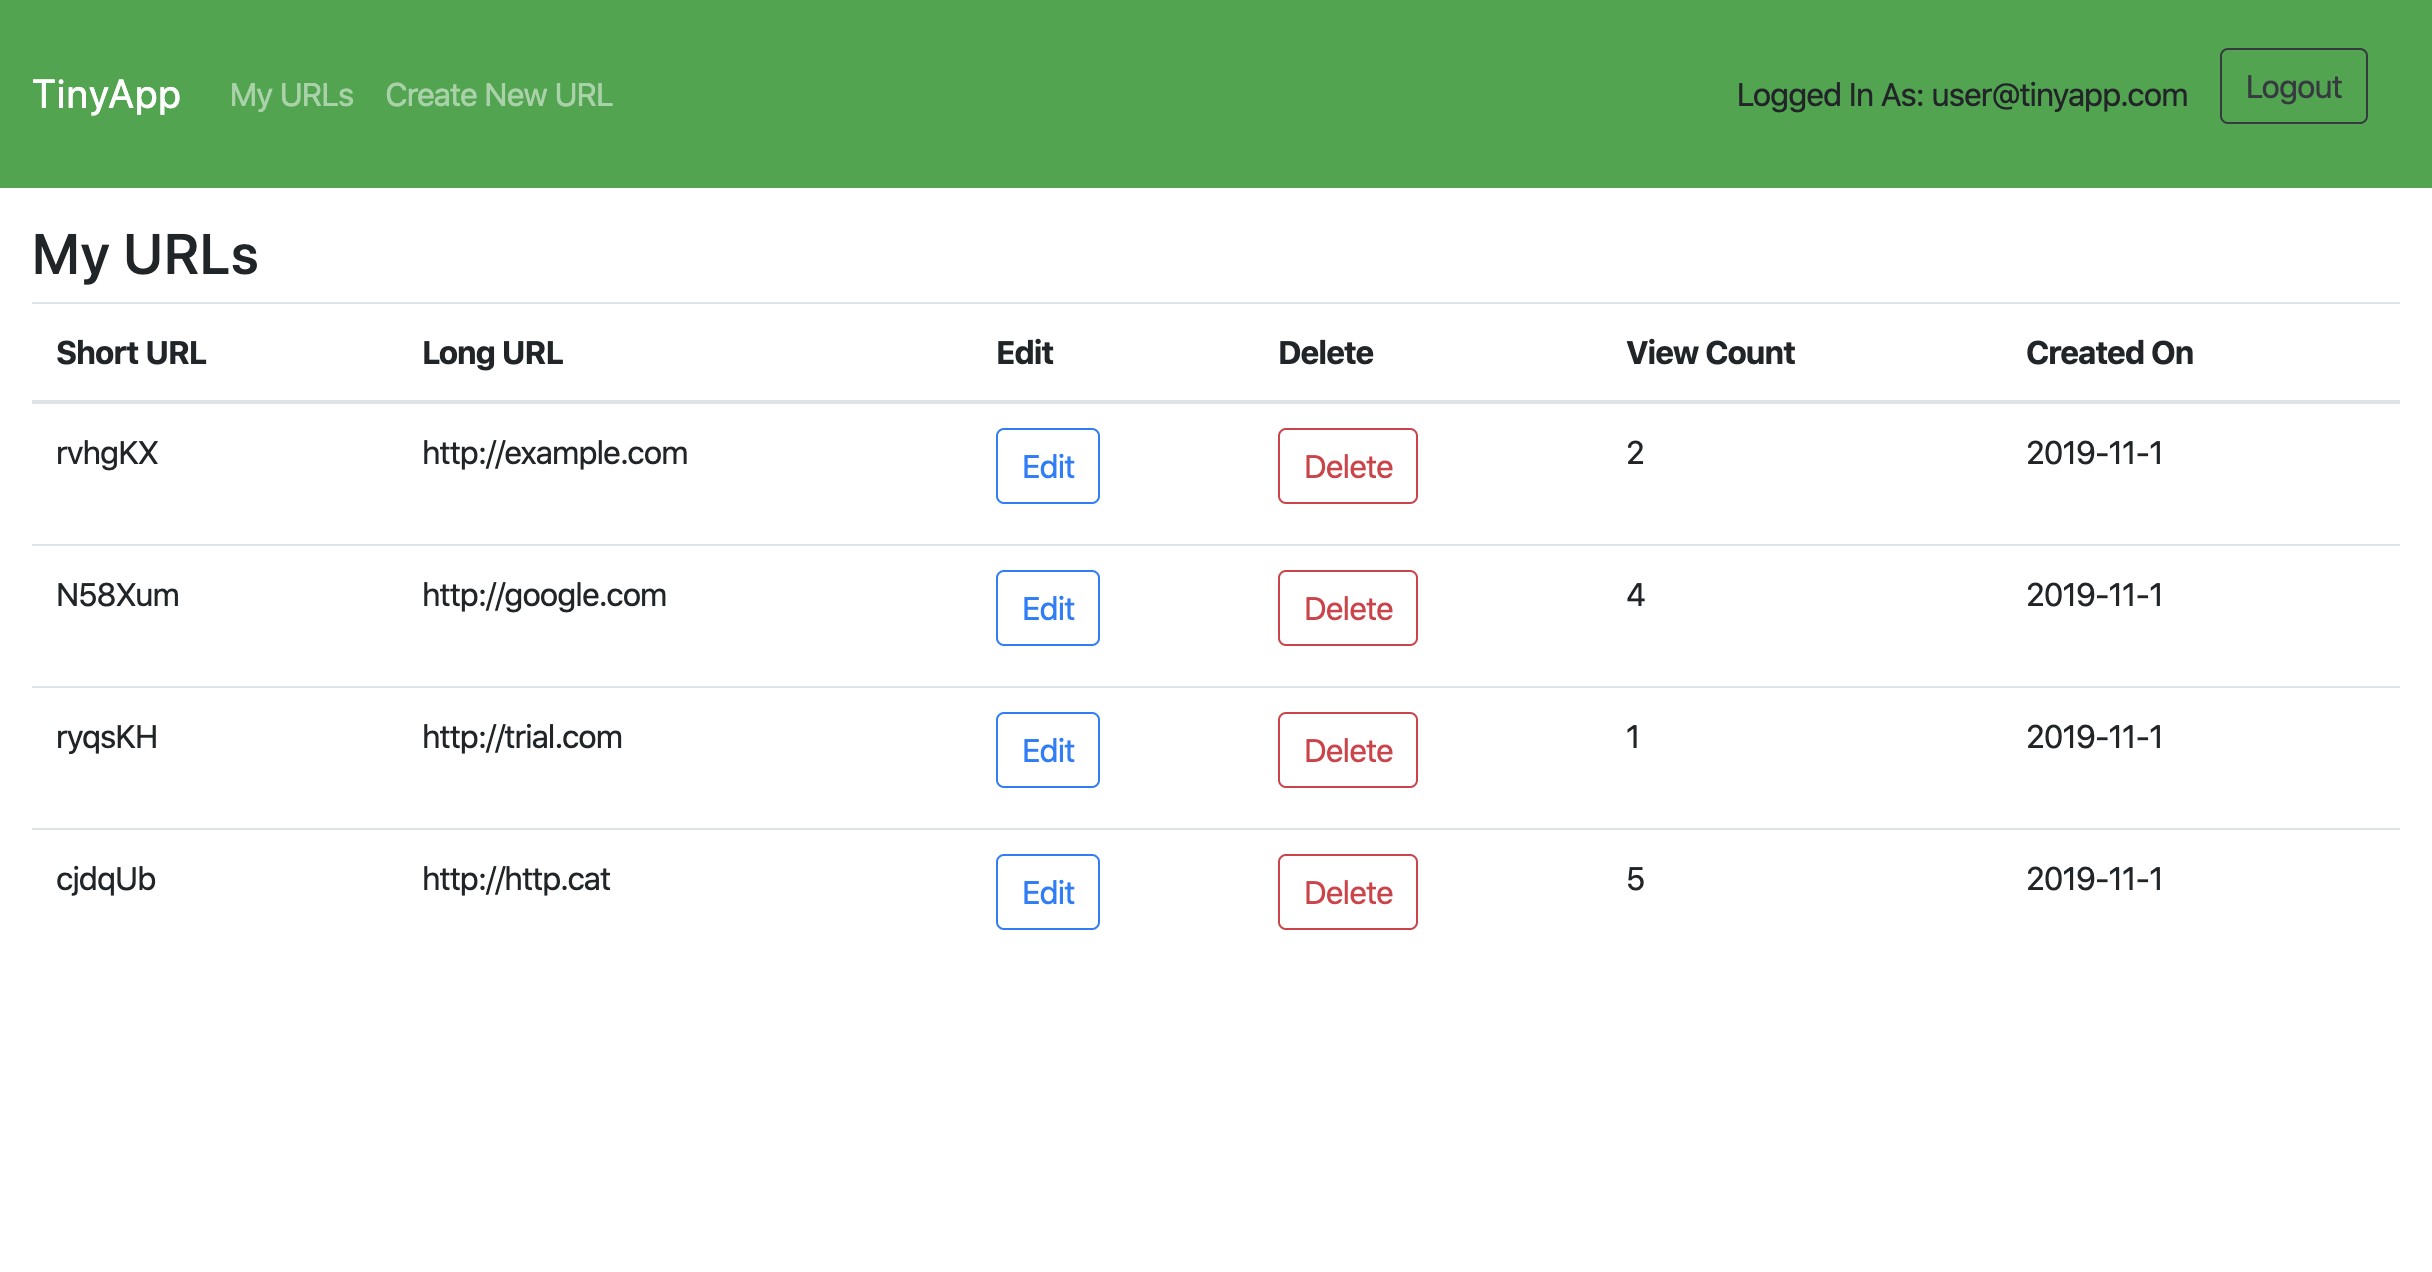 TinyApp My URLs Create New URL Logged In As: user@tinyapp.com Logout
My URLs
Short URL Long URL Edit Delete View Count Created On
rvhgKX http://example.com Edit Delete 2 2019-11-1
N58Xum http://google.com Edit Delete 4 2019-11-1
ryqsKH http://trial.com Edit Delete 1 2019-11-1
cjdqUb http://http.cat Edit Delete 5 2019-11-1